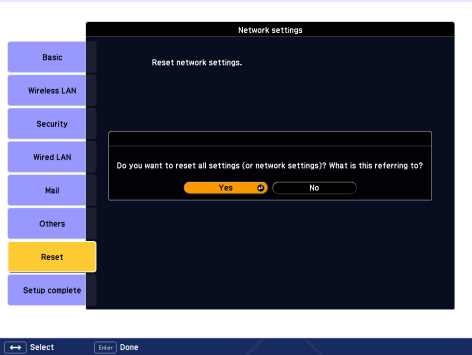 Network settings
Basic
Reset network settings.
Wireless LAN
Security
Wired LAN
Do you want to reset all settings (or network settings)? What is this referring to?
Yes
No
Mail
Others
Reset
Setup complete
Select
Enter Done